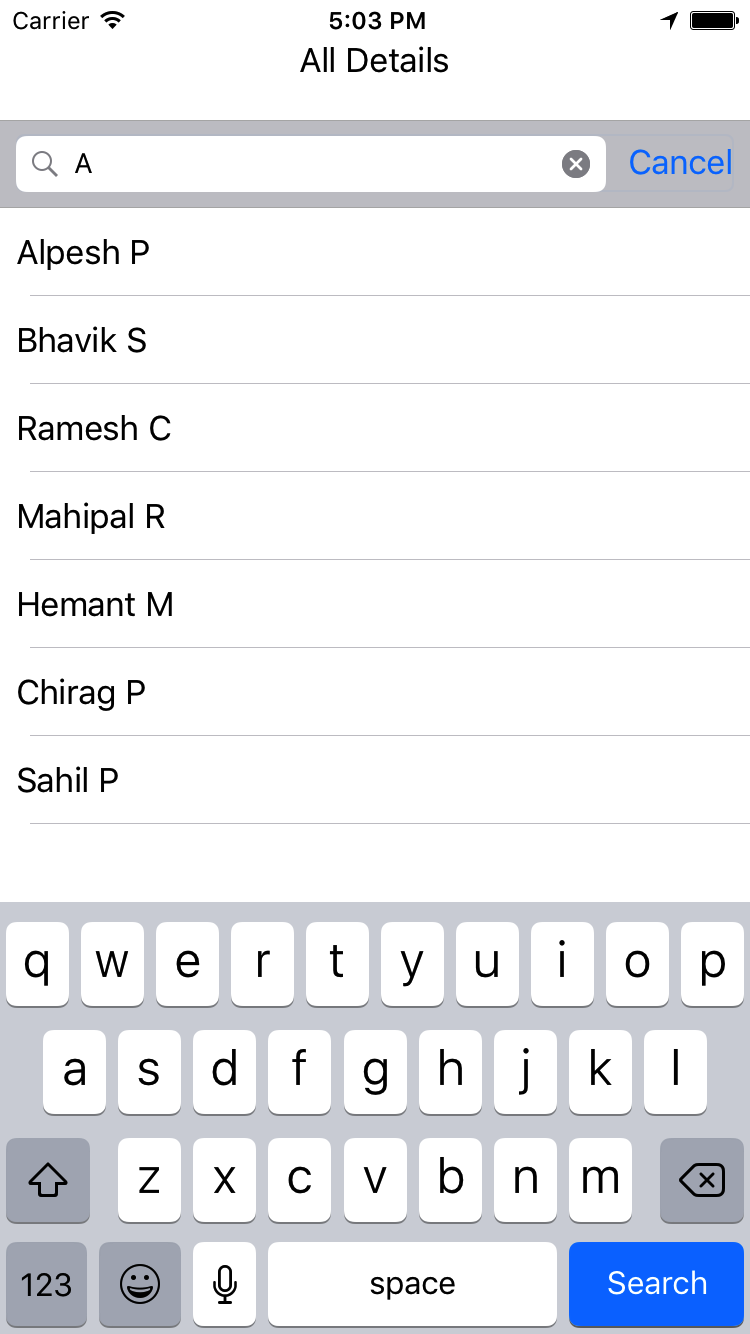 Carrier 5:03 PM
All Details
A Cancel
Alpesh P
Bhavik S
Ramesh C
Mahipal R
Hemant M
Chirag P
Sahil P
q w e r t y u i o p
a s d f g h j k l
z x c v b n m
123 space Search